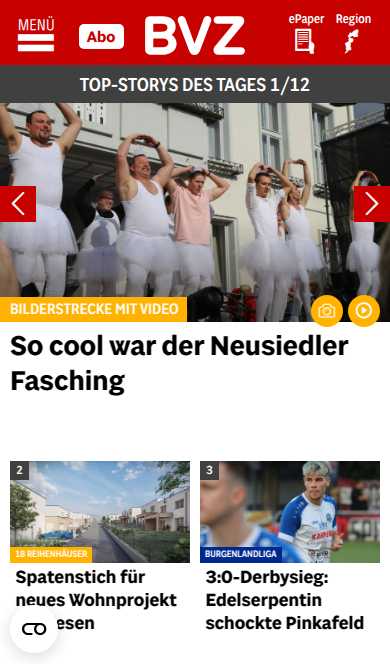 MENÜ
Abo
BVZ
ePaper
Region
TOP-STORYS DES TAGES 1/12
BILDERSTRECKE MIT VIDEO
So cool war der Neusiedler
Fasching
2
18 REIHENHÄUSER
Spatenstich für
neues Wohnprojekt
esen
3
BURGENLANDLIGA
3:0-Derbysieg:
Edelserpentin
schockte Pinkafeld